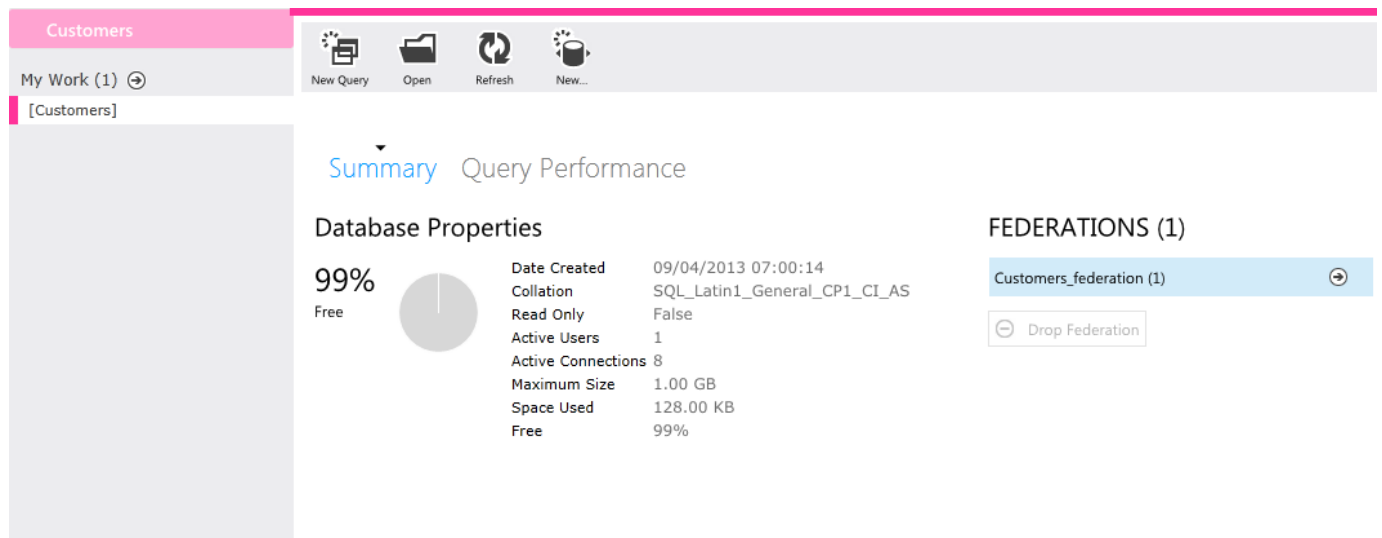 Customers
My Work (1)
[Customers]
New Query
Open
Refresh
New...
Summary
Query Performance
Database Properties
99%
Free
Date Created 09/04/2013 07:00:14
Collation SQL_Latin1_General_CP1_CI_AS
Read Only False
Active Users 1
Active Connections 8
Maximum Size 1.00 GB
Space Used 128.00 KB
Free 99%
FEDERATIONS (1)
Customers_federation (1)
Drop Federation